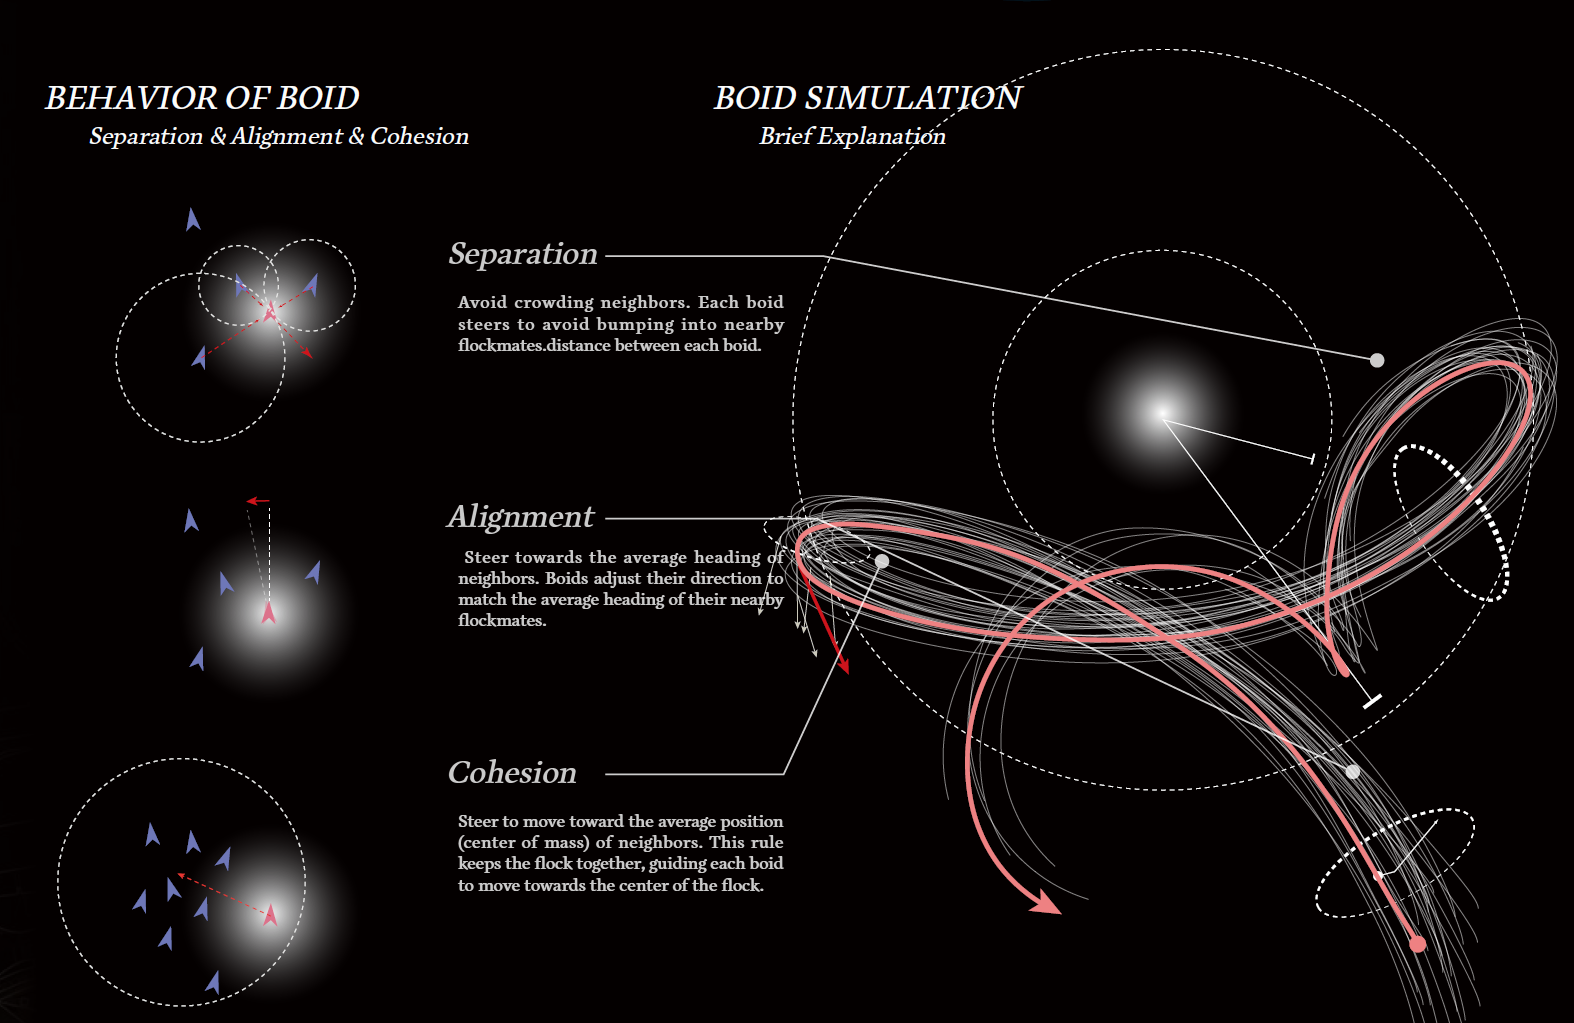 BEHAVIOR OF BOID
Separation & Alignment & Cohesion
BOID SIMULATION
Brief Explanation
Separation
Avoid crowding neighbors. Each boid
steers to avoid bumping into nearby
flockmates.distance between each boid.
Alignment
Steer towards the average heading of
neighbors. Boids adjust their direction to
match the average heading of their nearby
flockmates.
Cohesion
Steer to move toward the average position
(center of mass) of neighbors. This rule
keeps the flock together, guiding each boid
to move towards the center of the flock.